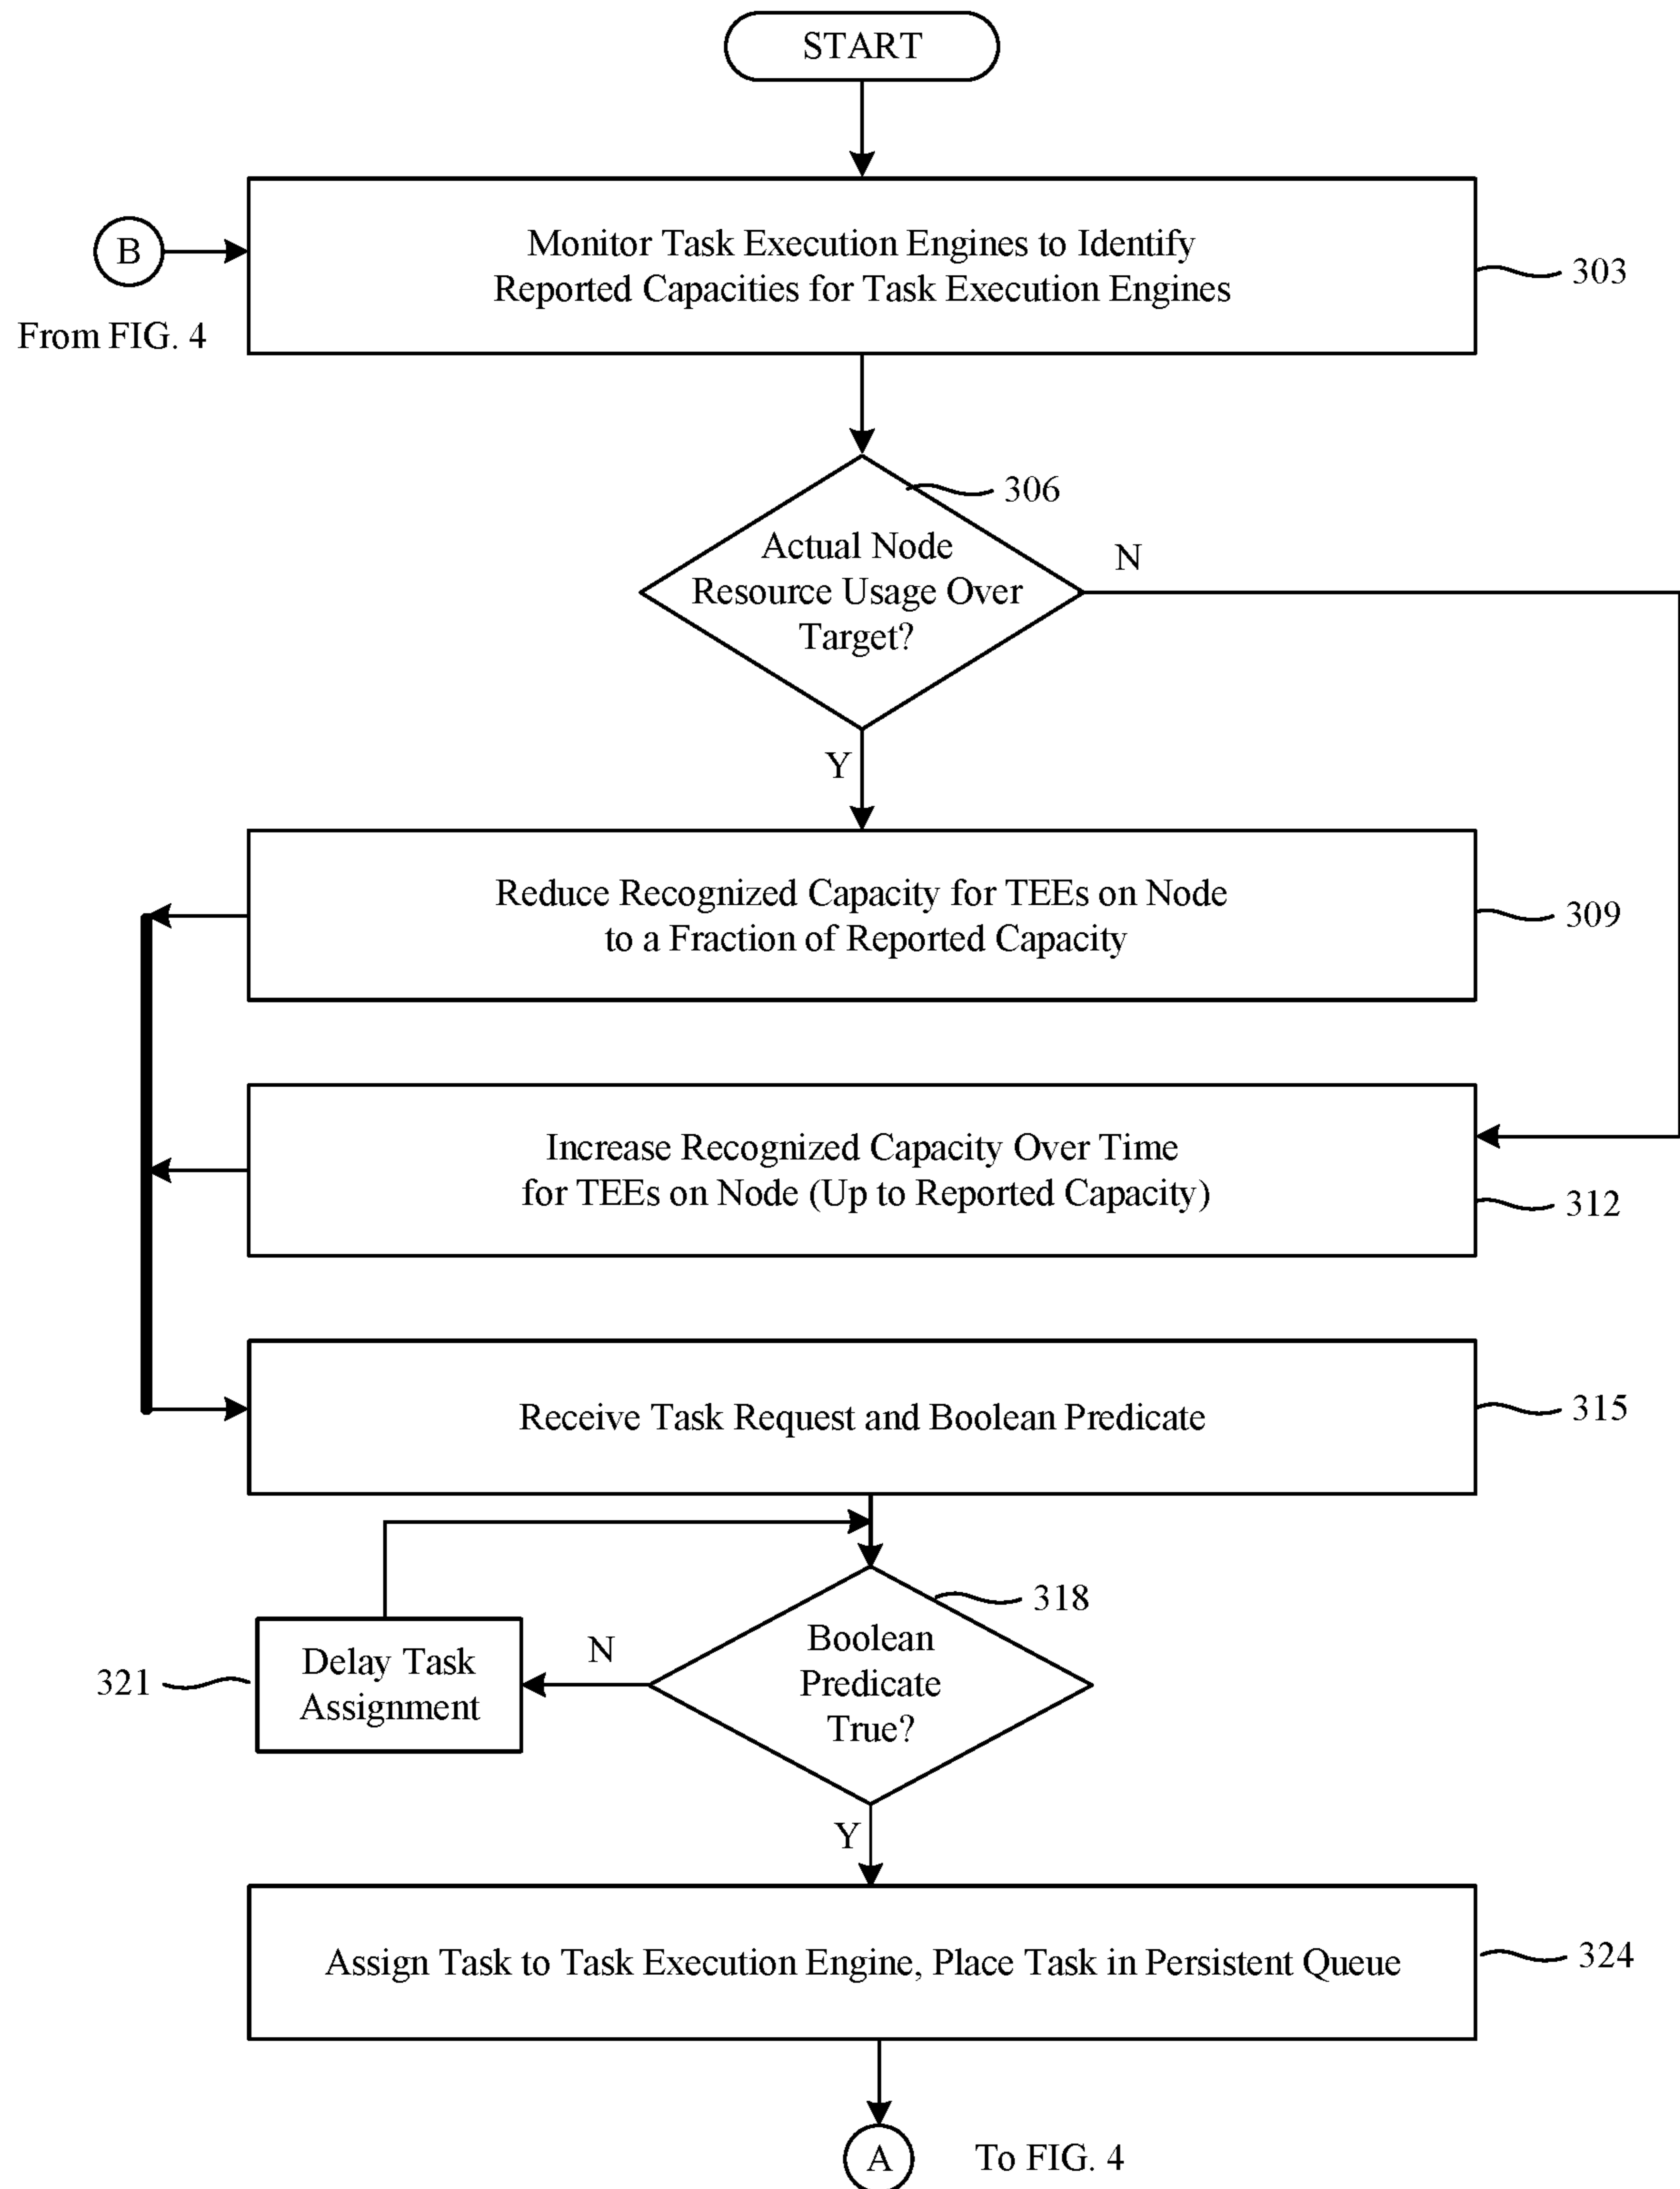 START
B
From FIG. 4
Monitor Task Execution Engines to Identify
Reported Capacities for Task Execution Engines
303
306
Actual Node
Resource Usage Over
Target?
N
Y
Reduce Recognized Capacity for TEEs on Node
to a Fraction of Reported Capacity
309
Increase Recognized Capacity Over Time
for TEEs on Node (Up to Reported Capacity)
312
Receive Task Request and Boolean Predicate
315
318
Boolean
Predicate
True?
N
321
Delay Task
Assignment
Y
Assign Task to Task Execution Engine, Place Task in Persistent Queue
324
A
To FIG. 4